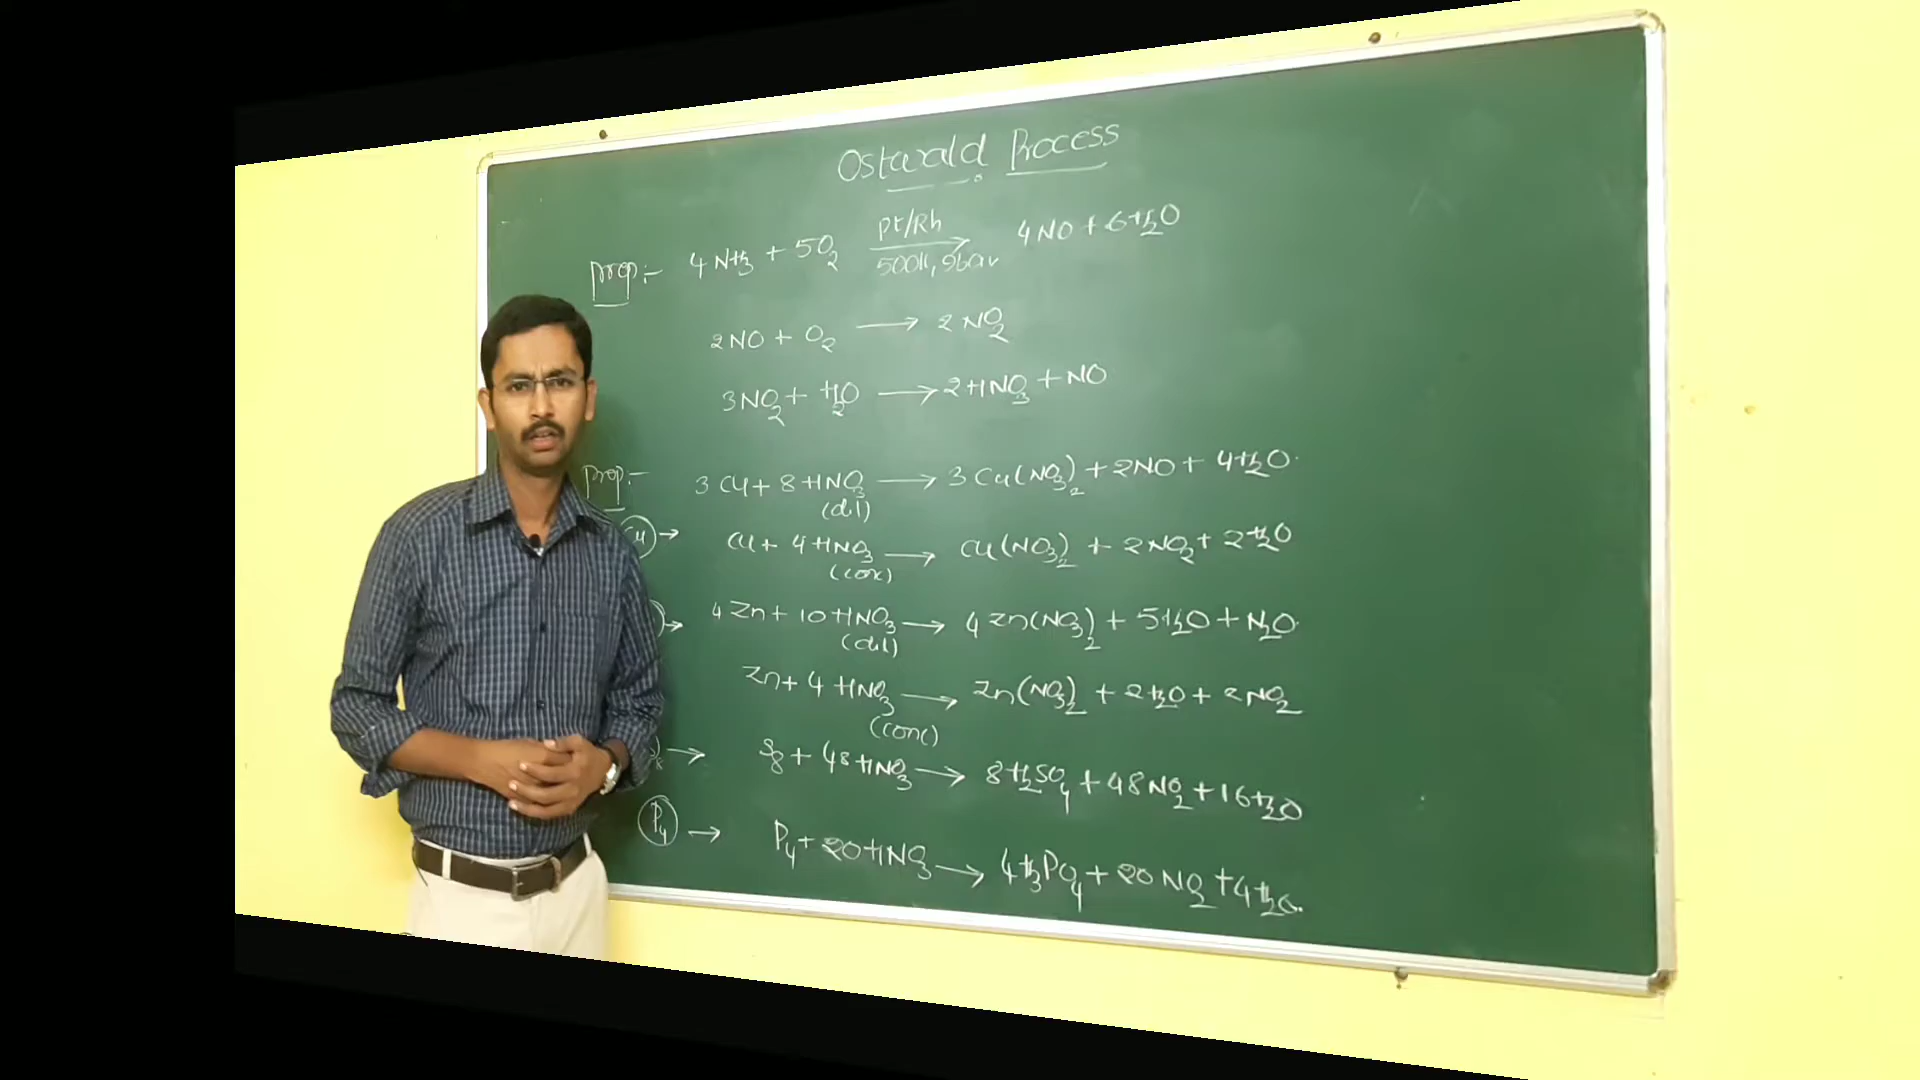 Ostwald Process
Prep:- 4NH₃ + 5O₂ Pt/Rh 500K, 9bar → 4NO + 6H₂O
2NO + O₂ → 2NO₂
3NO₂ + H₂O → 2HNO₃ + NO
Prop:- 3Cu + 8HNO₃ (dil) → 3Cu(NO₃)₂ + 2NO + 4H₂O.
Cu → Cu + 4HNO₃ (conc) → Cu(NO₃)₂ + 2NO₂ + 2H₂O
→ 4Zn + 10HNO₃ (dil) → 4Zn(NO₃)₂ + 5H₂O + N₂O.
Zn + 4HNO₃ (conc) → Zn(NO₃)₂ + 2H₂O + 2NO₂
→ S₈ + 48HNO₃ → 8H₂SO₄ + 48NO₂ + 16H₂O
P₄ → P₄ + 20HNO₃ → 4H₃PO₄ + 20NO₂ + 4H₂O.